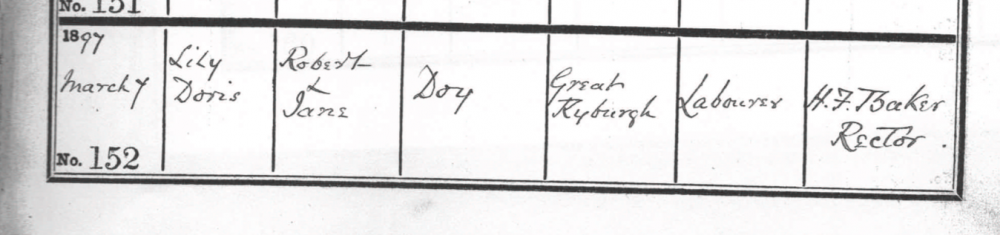 No. 151
1897
March 7
No. 152
Lily
Doris
Robert
&
Jane
Doy
Great
Ryburgh
Labourer
H. F. Baker
Rector.